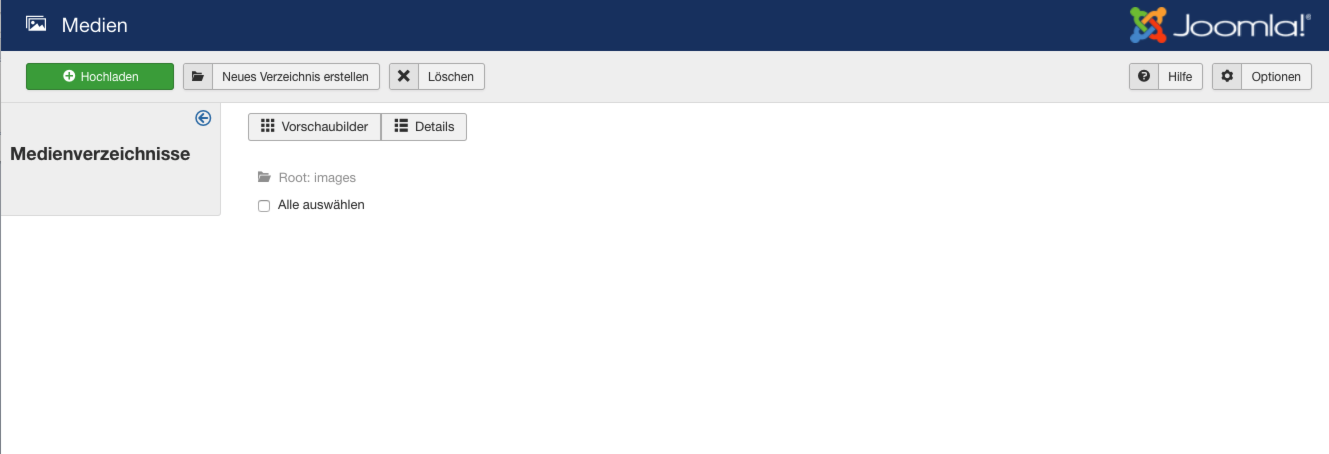 Medien
Joomla!®
Hochladen
Neues Verzeichnis erstellen
Löschen
Hilfe
Optionen
Medienverzeichnisse
Vorschaubilder
Details
Root: images
Alle auswählen